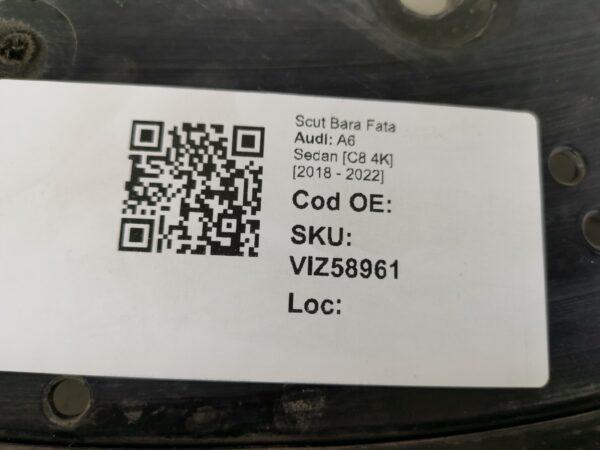 Scut Bara Fata
Audi: A6
Sedan [C8 4K]
[2018 - 2022]
Cod OE:
SKU:
VIZ58961
Loc: